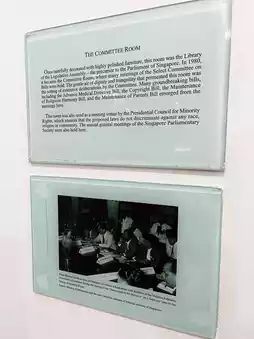 THE COMMITTEE ROOM
Once tastefully decorated with highly polished furniture, this room was the Library
of the Legislative Assembly – the precursor to the Parliament of Singapore. In 1980,
it became the Committee Room, where many meetings of the Select Committee on
Bills were held. The gentle air of dignity and tranquility that permeated this room was
the setting of extensive deliberations by the Committee. Many groundbreaking bills,
including the Advance Medical Directive Bill, the Copyright Bill, the Maintenance
of Religious Harmony Bill, and the Maintenance of Parents Bill emerged from the
meetings here.
This room was also used as a meeting venue by the Presidential Council for Minority
Rights, which ensures that the proposed laws do not discriminate against any race,
religion or community. The annual general meetings of the Singapore Parliamentary
Society were also held here.